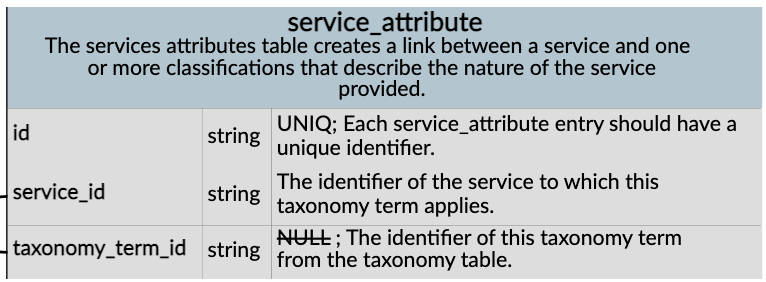 service_attribute
The services attributes table creates a link between a service and one
or more classifications that describe the nature of the service
provided.
id
string
UNIQ; Each service_attribute entry should have a
unique identifier.
service_id
string
The identifier of the service to which this
taxonomy term applies.
taxonomy_term_id
string
NULL ; The identifier of this taxonomy term
from the taxonomy table.